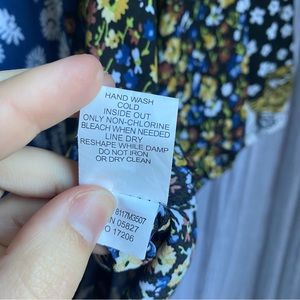 HAND WASH
COLD
INSIDE OUT
ONLY NON-CHLORINE
BLEACH WHEN NEEDED
LINE DRY
RESHAPE WHILE DAMP
DO NOT IRON
OR DRY CLEAN
8117M3507
N 05827
O 17206